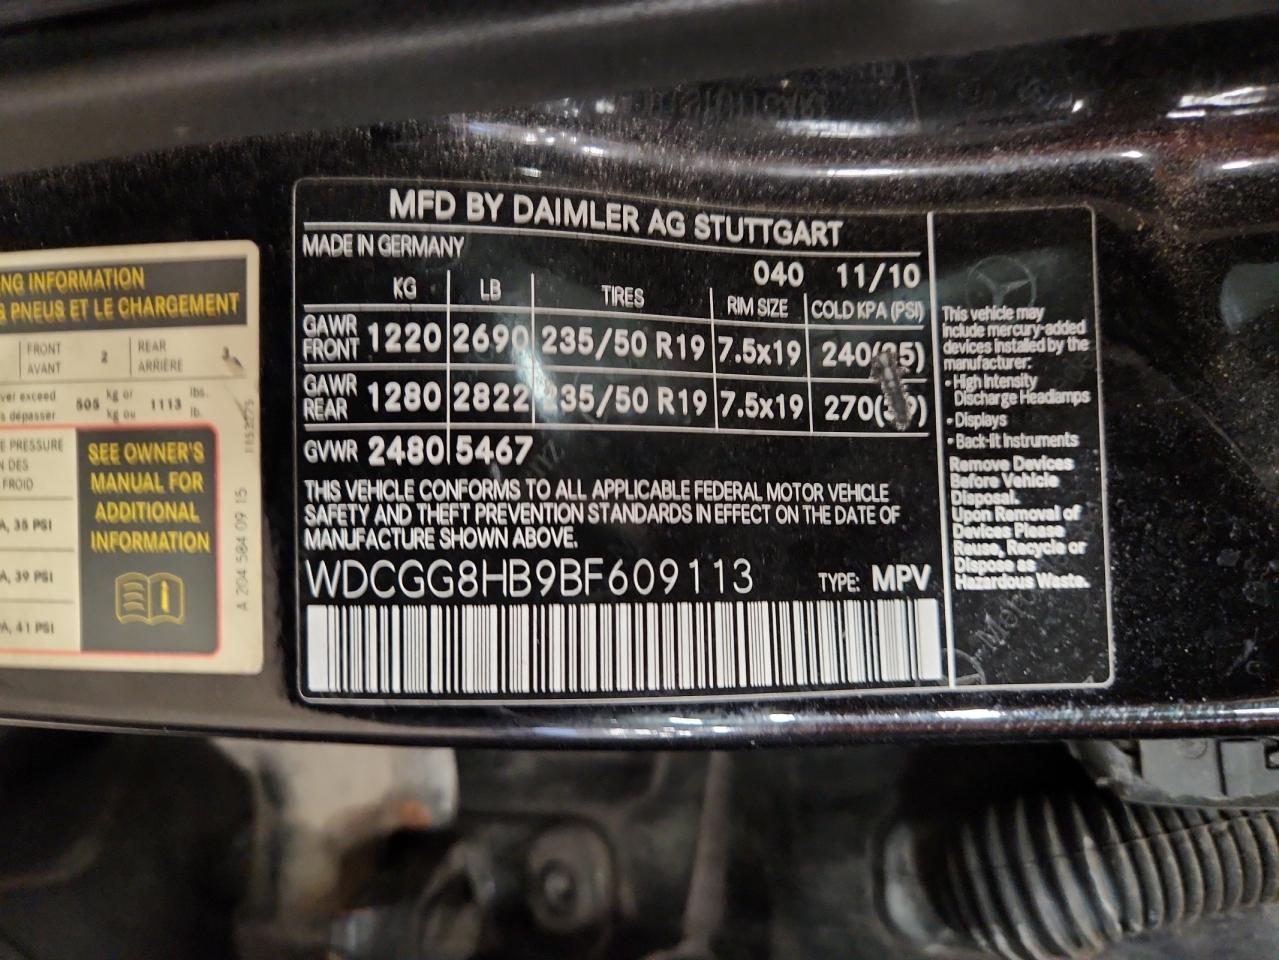 NG INFORMATION
S PNEUS ET LE CHARGEMENT
FRONT 2 REAR 3
AVANT ARRIÈRE
ver exceed 505 kg or 1113 lbs.
s dépasser kg ou lb.
E PRESSURE
N DES
FROID
A, 35 PSI
A, 39 PSI
A, 41 PSI
SEE OWNER'S
MANUAL FOR
ADDITIONAL
INFORMATION
A 204 584 09 15
MFD BY DAIMLER AG STUTTGART
MADE IN GERMANY
040 11/10
KG LB TIRES RIM SIZE COLD KPA (PSI)
GAWR FRONT 1220 2690 235/50 R19 7.5x19 240(35)
GAWR REAR 1280 2822 235/50 R19 7.5x19 270(39)
GVWR 2480 5467
THIS VEHICLE CONFORMS TO ALL APPLICABLE FEDERAL MOTOR VEHICLE
SAFETY AND THEFT PREVENTION STANDARDS IN EFFECT ON THE DATE OF
MANUFACTURE SHOWN ABOVE.
WDCGG8HB9BF609113 TYPE: MPV
This vehicle may
include mercury-added
devices installed by the
manufacturer:
• High Intensity
Discharge Headlamps
• Displays
• Back-lit Instruments
Remove Devices
Before Vehicle
Disposal.
Upon Removal of
Devices Please
Reuse, Recycle or
Dispose as
Hazardous Waste.